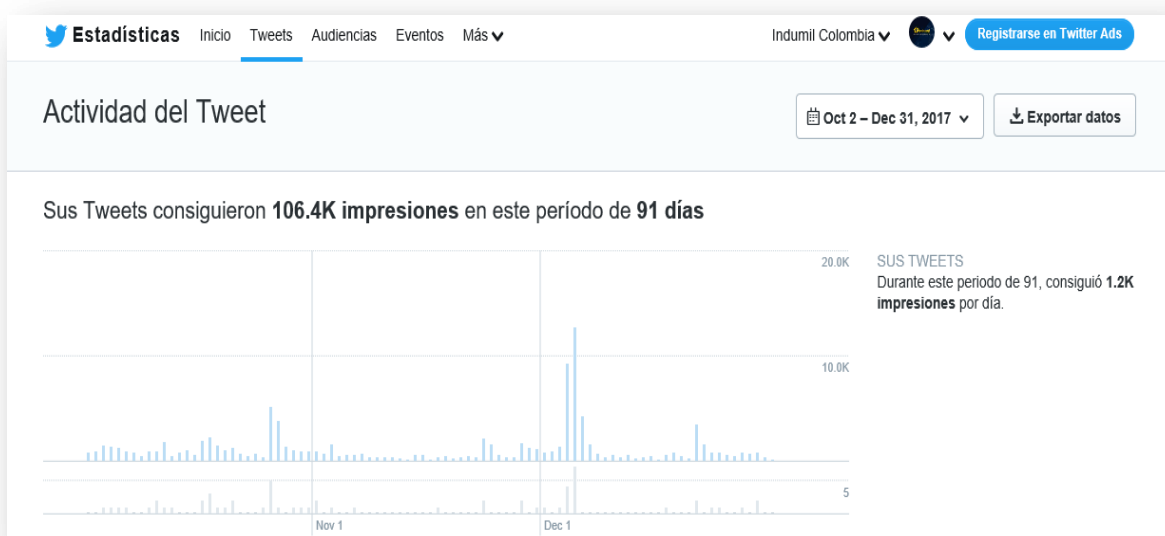 Estadísticas Inicio Tweets Audiencias Eventos Más Indumil Colombia Registrarse en Twitter Ads
Actividad del Tweet
Oct 2 – Dec 31, 2017 Exportar datos
Sus Tweets consiguieron 106.4K impresiones en este período de 91 días
20.0K
SUS TWEETS
Durante este periodo de 91, consiguió 1.2K
impresiones por día.
10.0K
5
Nov 1 Dec 1